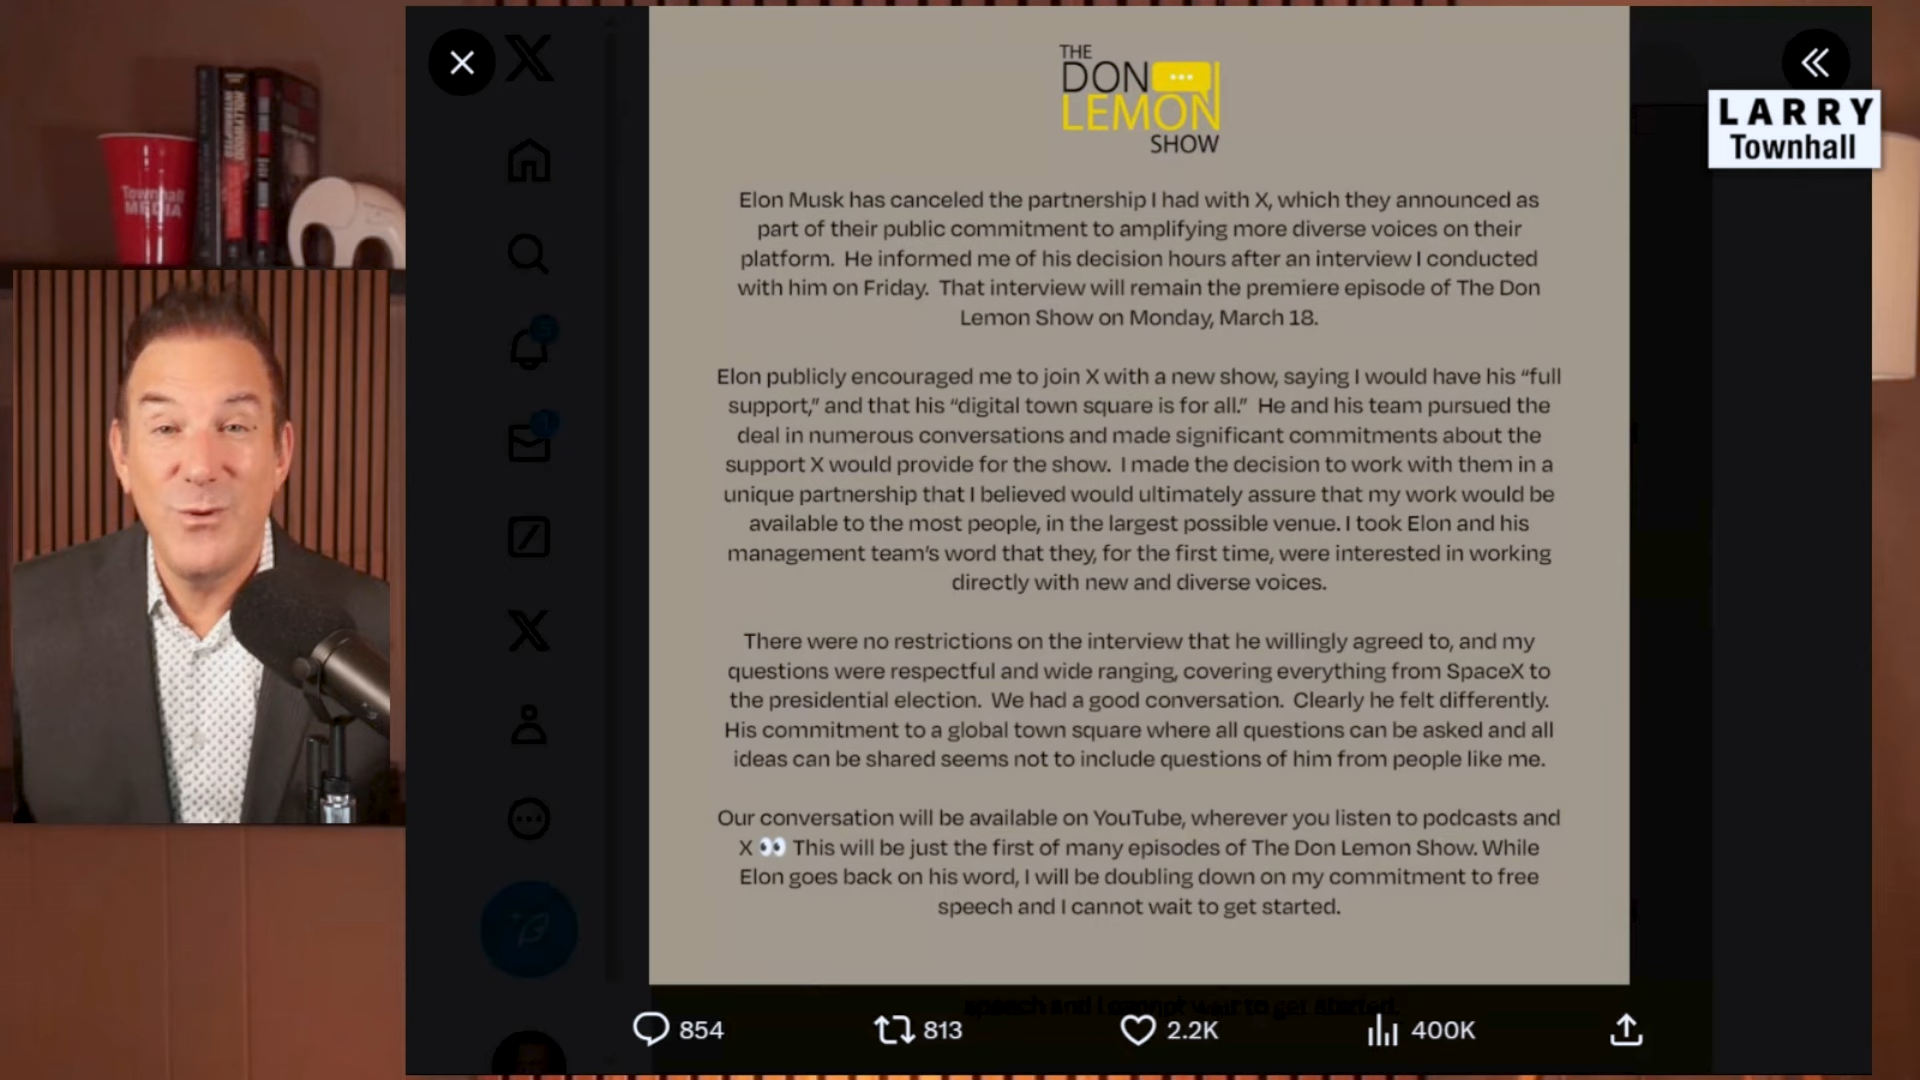 THE
DON
LEMON
SHOW
LARRY
Townhall
Townhall
MEDIA
HOLLYWOOD
Elon Musk has canceled the partnership I had with X, which they announced as
part of their public commitment to amplifying more diverse voices on their
platform.  He informed me of his decision hours after an interview I conducted
with him on Friday.  That interview will remain the premiere episode of The Don
Lemon Show on Monday, March 18.
Elon publicly encouraged me to join X with a new show, saying I would have his “full
support,” and that his “digital town square is for all.”  He and his team pursued the
deal in numerous conversations and made significant commitments about the
support X would provide for the show.  I made the decision to work with them in a
unique partnership that I believed would ultimately assure that my work would be
available to the most people, in the largest possible venue. I took Elon and his
management team’s word that they, for the first time, were interested in working
directly with new and diverse voices.
There were no restrictions on the interview that he willingly agreed to, and my
questions were respectful and wide ranging, covering everything from SpaceX to
the presidential election.  We had a good conversation.  Clearly he felt differently.
His commitment to a global town square where all questions can be asked and all
ideas can be shared seems not to include questions of him from people like me.
Our conversation will be available on YouTube, wherever you listen to podcasts and
X 👀 This will be just the first of many episodes of The Don Lemon Show. While
Elon goes back on his word, I will be doubling down on my commitment to free
speech and I cannot wait to get started.
speech and I cannot wait to get started.
854 813 2.2K 400K